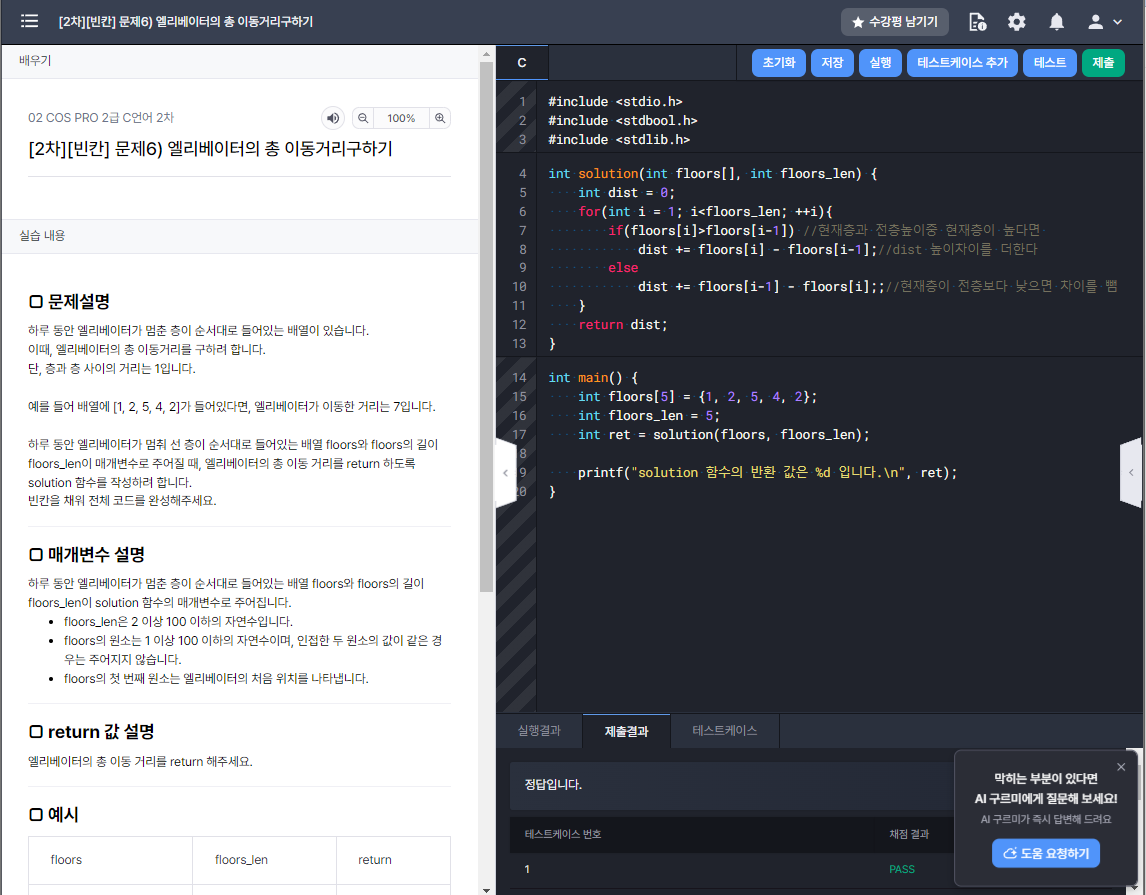 [2차][빈칸] 문제6) 엘리베이터의 총 이동거리구하기
★ 수강평 남기기
배우기
02 COS PRO 2급 C언어 2차
100%
[2차][빈칸] 문제6) 엘리베이터의 총 이동거리구하기
실습 내용
문제설명
하루 동안 엘리베이터가 멈춘 층이 순서대로 들어있는 배열이 있습니다.
이때, 엘리베이터의 총 이동거리를 구하려 합니다.
단, 층과 층 사이의 거리는 1입니다.
예를 들어 배열에 [1, 2, 5, 4, 2]가 들어있다면, 엘리베이터가 이동한 거리는 7입니다.
하루 동안 엘리베이터가 멈춰 선 층이 순서대로 들어있는 배열 floors와 floors의 길이
floors_len이 매개변수로 주어질 때, 엘리베이터의 총 이동 거리를 return 하도록
solution 함수를 작성하려 합니다.
빈칸을 채워 전체 코드를 완성해주세요.
매개변수 설명
하루 동안 엘리베이터가 멈춘 층이 순서대로 들어있는 배열 floors와 floors의 길이
floors_len이 solution 함수의 매개변수로 주어집니다.
• floors_len은 2 이상 100 이하의 자연수입니다.
• floors의 원소는 1 이상 100 이하의 자연수이며, 인접한 두 원소의 값이 같은 경
우는 주어지지 않습니다.
• floors의 첫 번째 원소는 엘리베이터의 처음 위치를 나타냅니다.
return 값 설명
엘리베이터의 총 이동 거리를 return 해주세요.
예시
floors floors_len return
C
초기화 저장 실행 테스트케이스 추가 테스트 제출
1 #include <stdio.h>
2 #include <stdbool.h>
3 #include <stdlib.h>
4 int solution(int floors[], int floors_len) {
5 int dist = 0;
6 for(int i = 1; i<floors_len; ++i){
7 if(floors[i]>floors[i-1]) //현재층과 전층높이중 현재층이 높다면
8 dist += floors[i] - floors[i-1];//dist 높이차이를 더한다
9 else
10 dist += floors[i-1] - floors[i];;//현재층이 전층보다 낮으면 차이를 뺌
11 }
12 return dist;
13 }
14 int main() {
15 int floors[5] = {1, 2, 5, 4, 2};
16 int floors_len = 5;
17 int ret = solution(floors, floors_len);
8
9 printf("solution 함수의 반환 값은 %d 입니다.\n", ret);
20 }
실행결과 제출결과 테스트케이스
정답입니다.
테스트케이스 번호 채점 결과
1 PASS
막히는 부분이 있다면
AI 구르미에게 질문해 보세요!
AI 구르미가 즉시 답변해 드려요
도움 요청하기